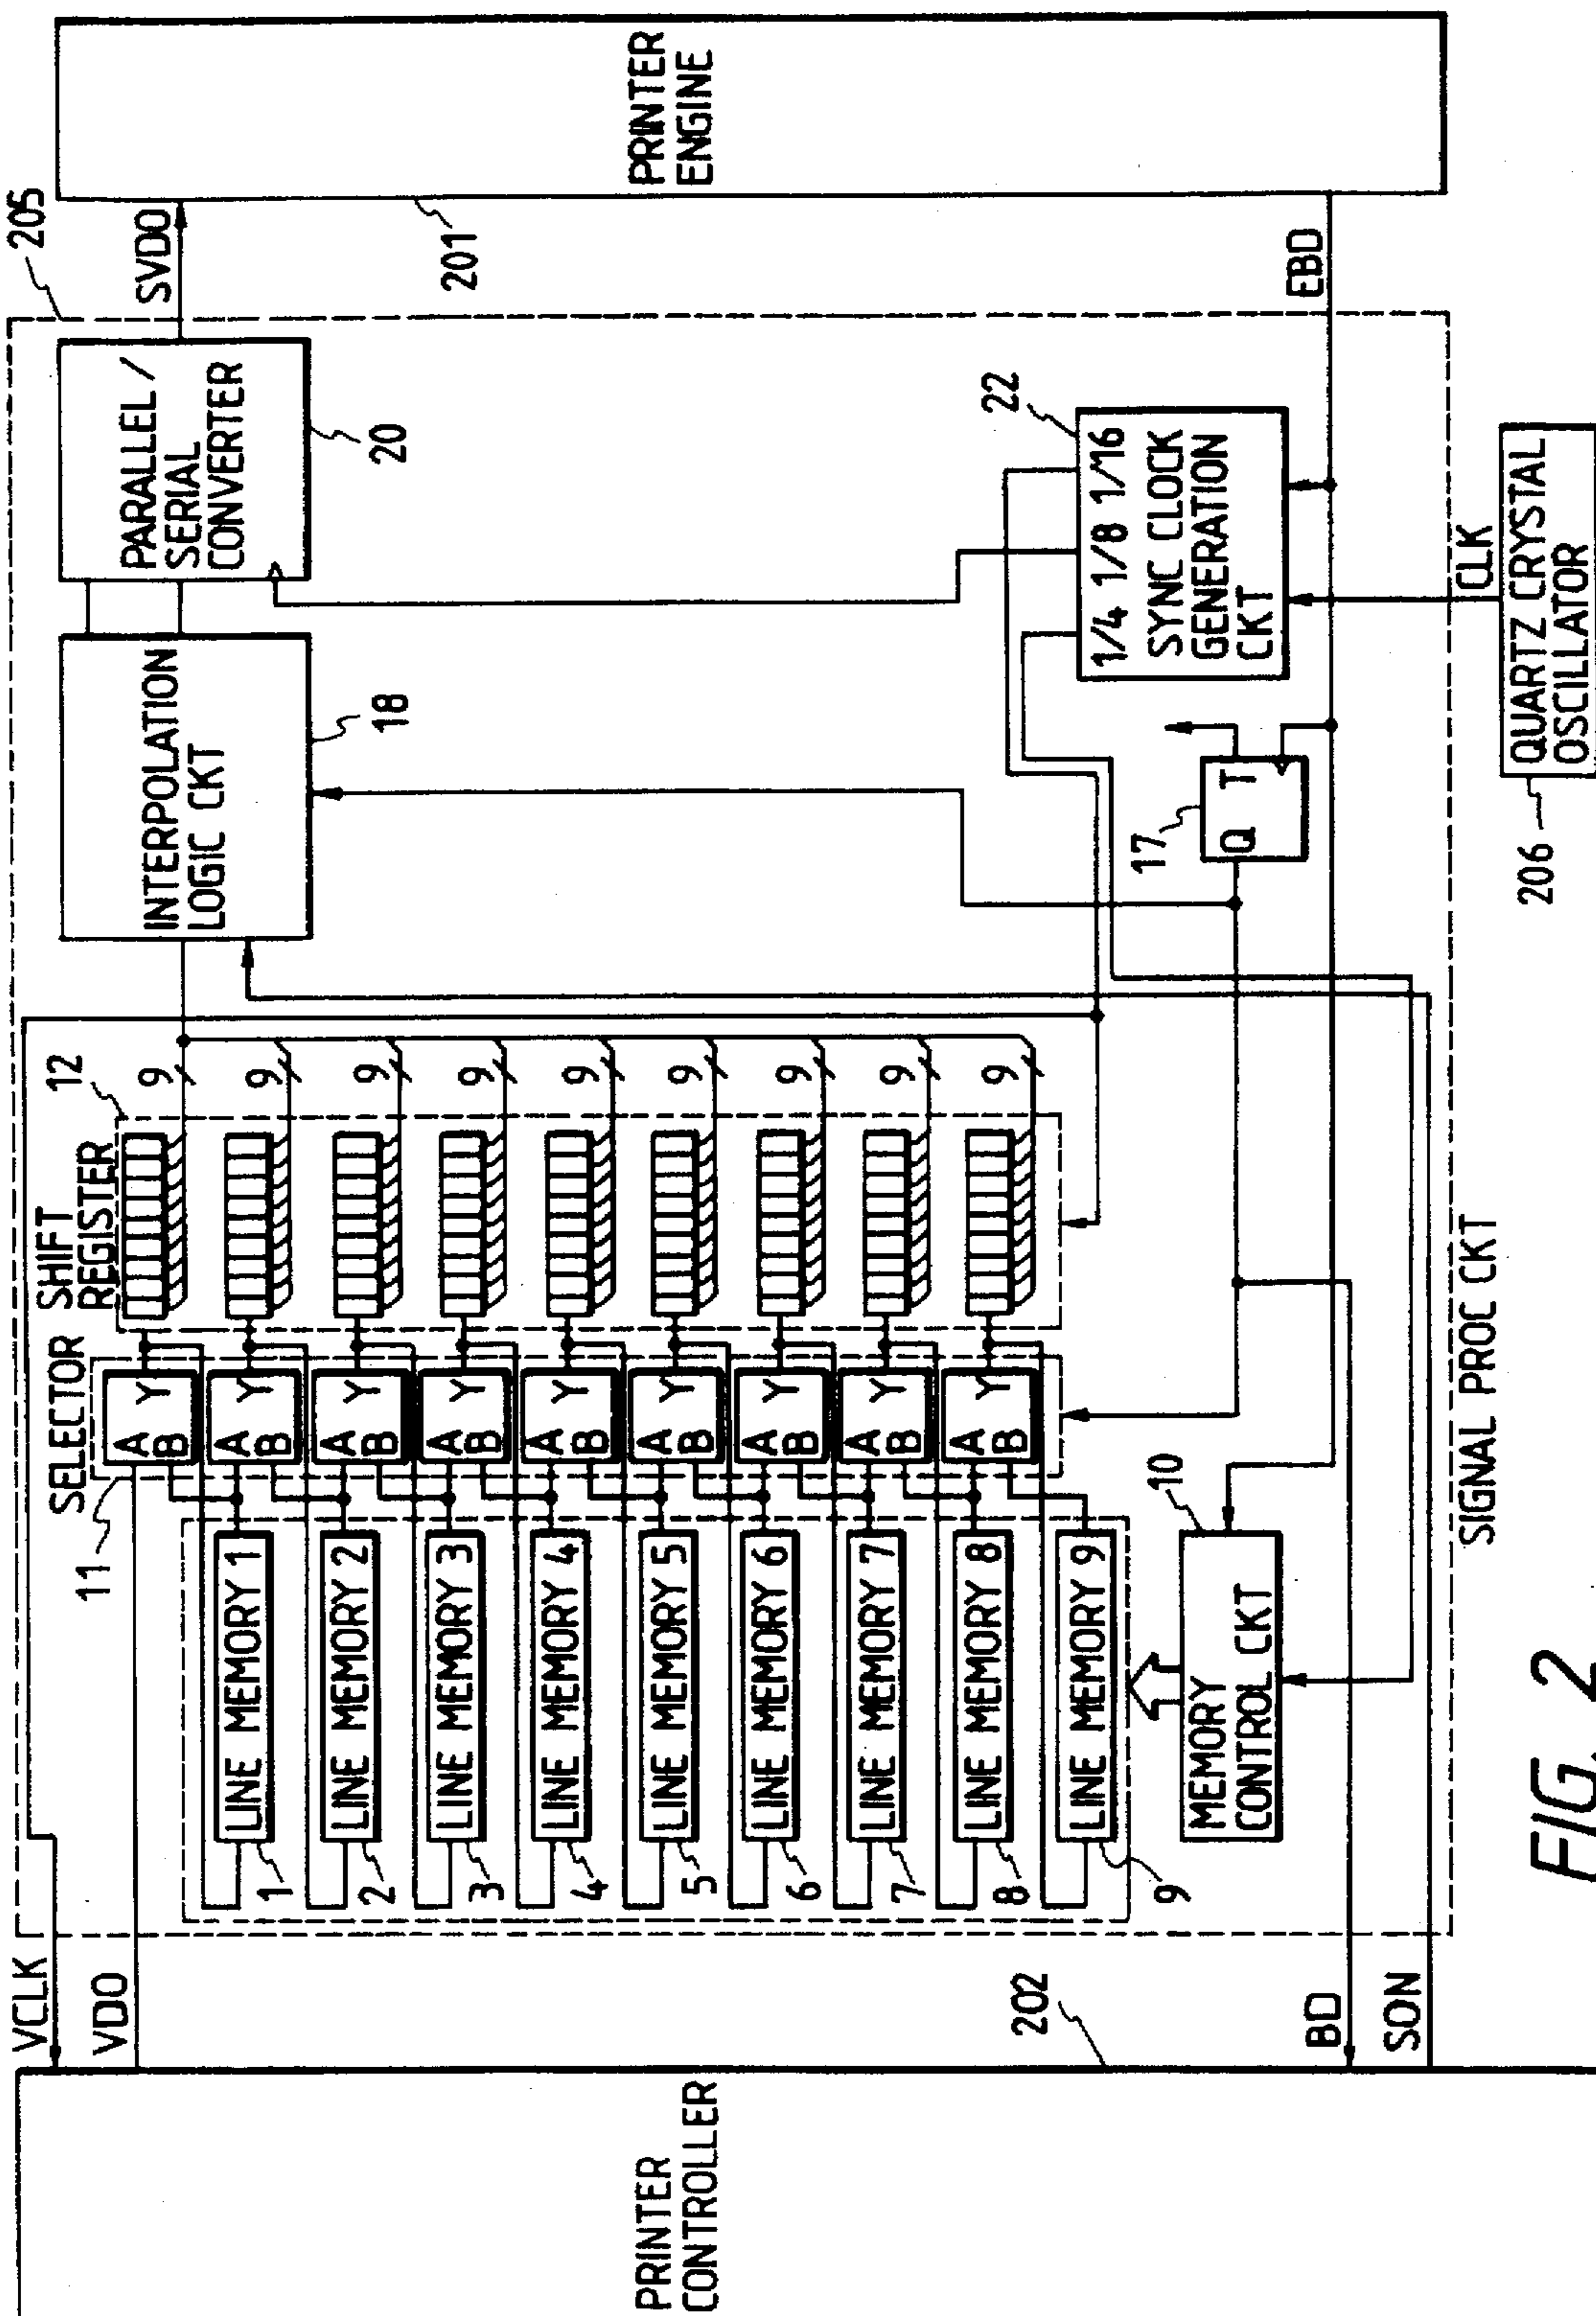 PRINTER
CONTROLLER
202
VCLK
VDO
BD
SON
SELECTOR
11
SHIFT
REGISTER
12
LINE MEMORY 1
LINE MEMORY 2
LINE MEMORY 3
LINE MEMORY 4
LINE MEMORY 5
LINE MEMORY 6
LINE MEMORY 7
LINE MEMORY 8
LINE MEMORY 9
1
2
3
4
5
6
7
8
9
A Y
B
A Y
B
A Y
B
A Y
B
A Y
B
A Y
B
A Y
B
A Y
B
A Y
B
9
9
9
9
9
9
9
9
9
MEMORY
CONTROL CKT
10
INTERPOLATION
LOGIC CKT
18
PARALLEL /
SERIAL
CONVERTER
20
205
SVDO
PRINTER
ENGINE
201
EBD
22
1/4 1/8 1/16
SYNC CLOCK
GENERATION
CKT
17
Q T
CLK
QUARTZ CRYSTAL
OSCILLATOR
206
SIGNAL PROC CKT
FIG. 2